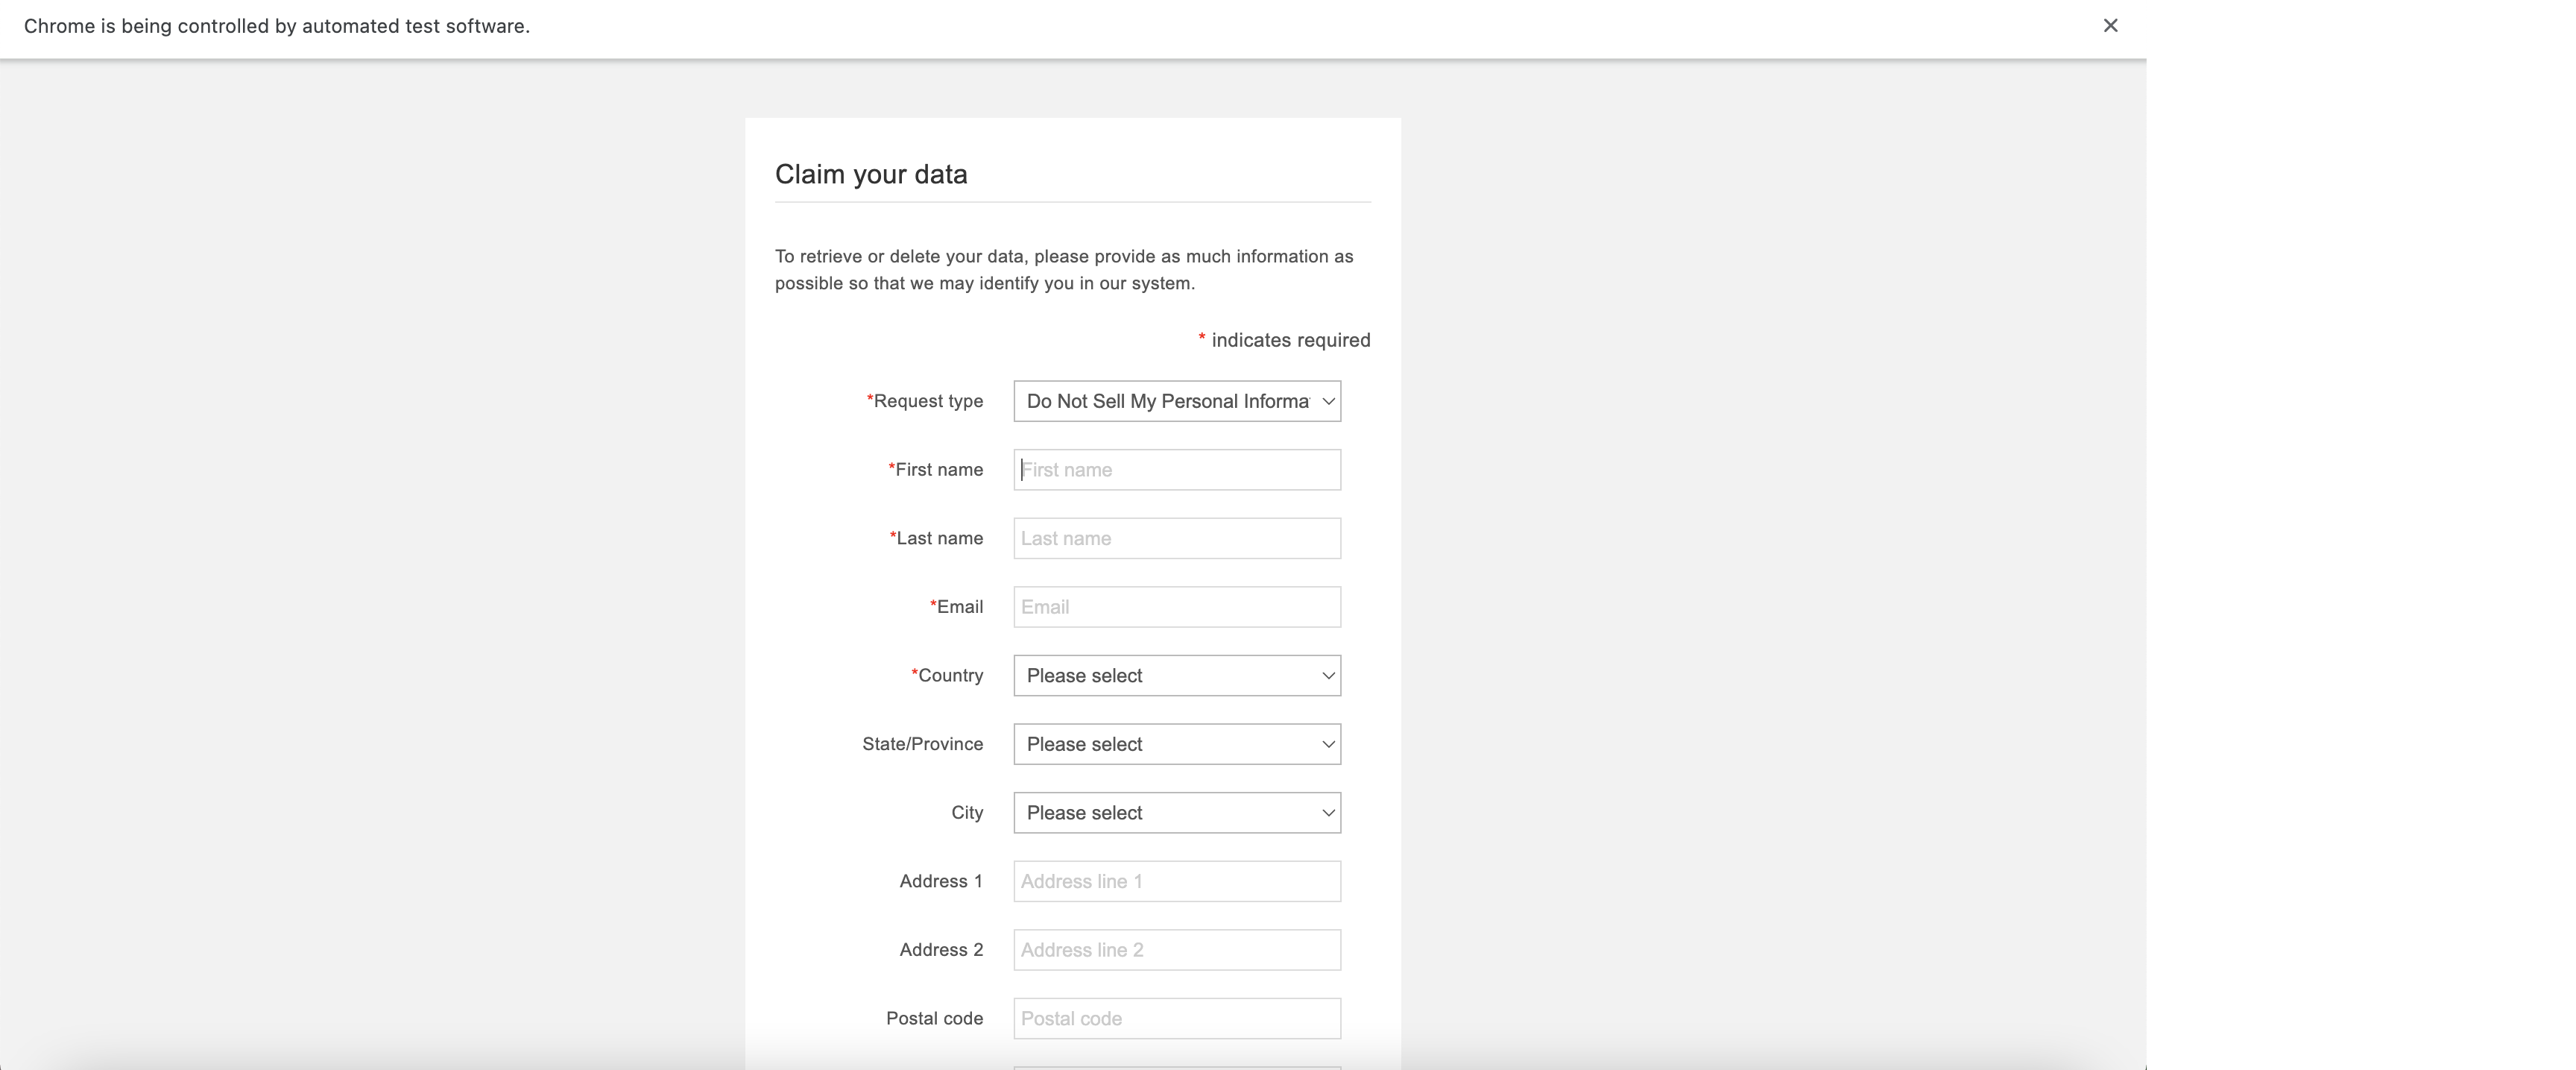 Chrome is being controlled by automated test software.
Claim your data
To retrieve or delete your data, please provide as much information as
possible so that we may identify you in our system.
* indicates required
*Request type Do Not Sell My Personal Informa
*First name First name
*Last name Last name
*Email Email
*Country Please select
State/Province Please select
City Please select
Address 1 Address line 1
Address 2 Address line 2
Postal code Postal code